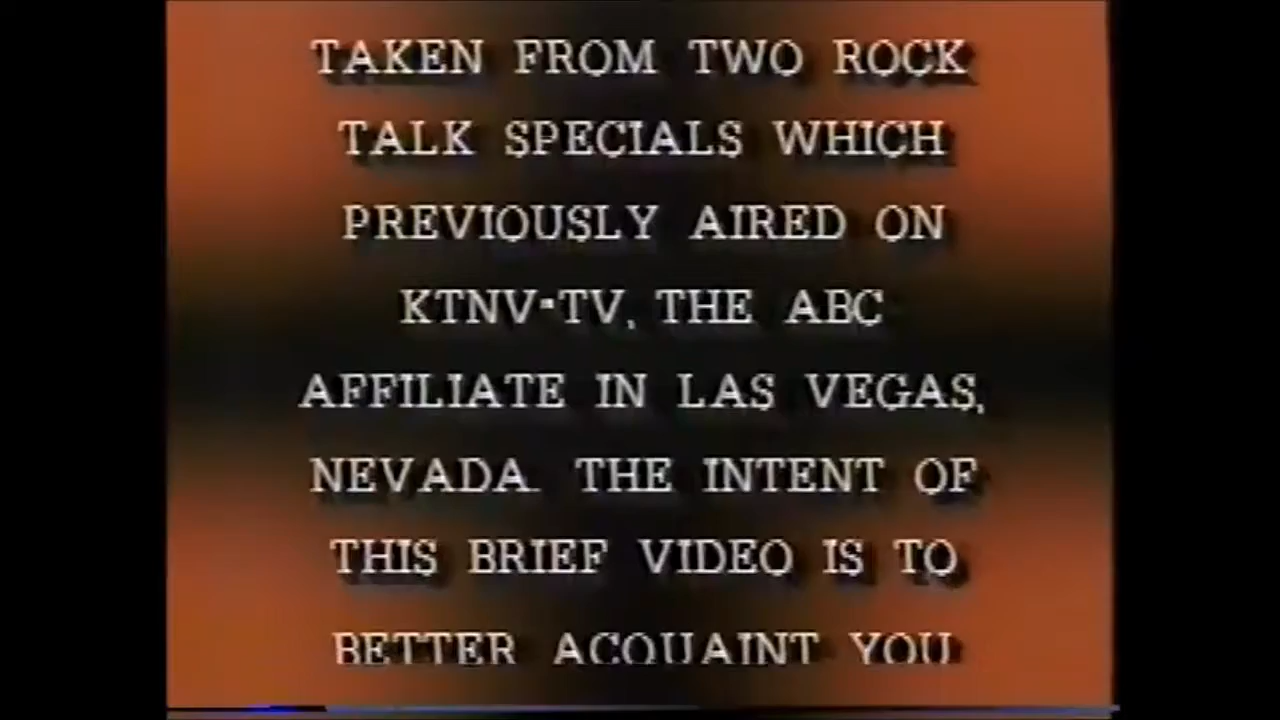 TAKEN FROM TWO ROCK
TALK SPECIALS WHICH
PREVIOUSLY AIRED ON
KTNV-TV, THE ABC
AFFILIATE IN LAS VEGAS,
NEVADA. THE INTENT OF
THIS BRIEF VIDEO IS TO
BETTER ACQUAINT YOU